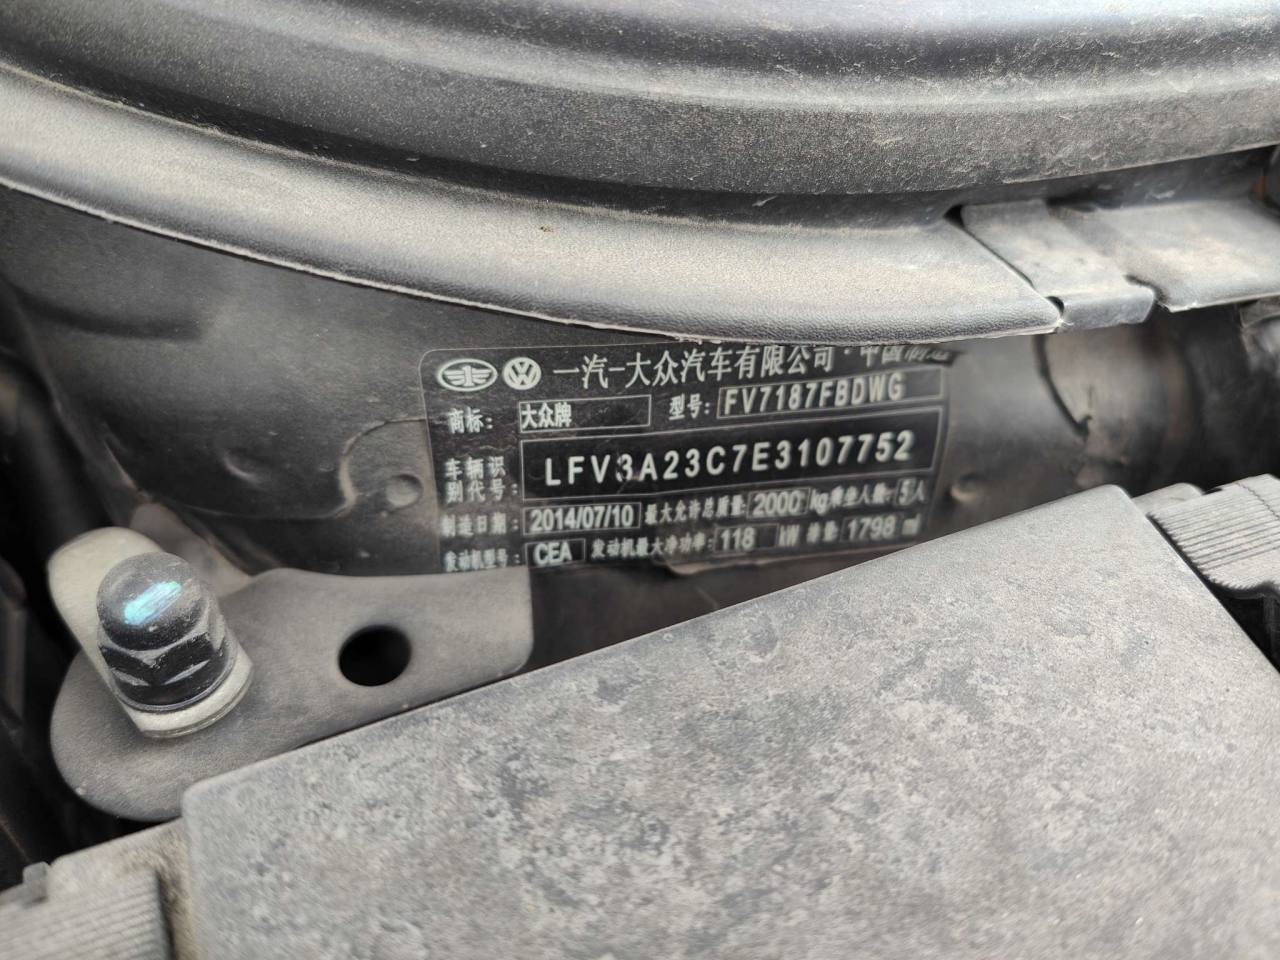 一汽-大众汽车有限公司·中国制造
商标: 大众牌 型号: FV7187FBDWG
车辆识别代号: LFV3A23C7E3107752
制造日期: 2014/07/10 最大允许总质量: 2000 kg 乘坐人数: 5 人
发动机型号: CEA 发动机最大净功率: 118 kW 排量: 1798 ml